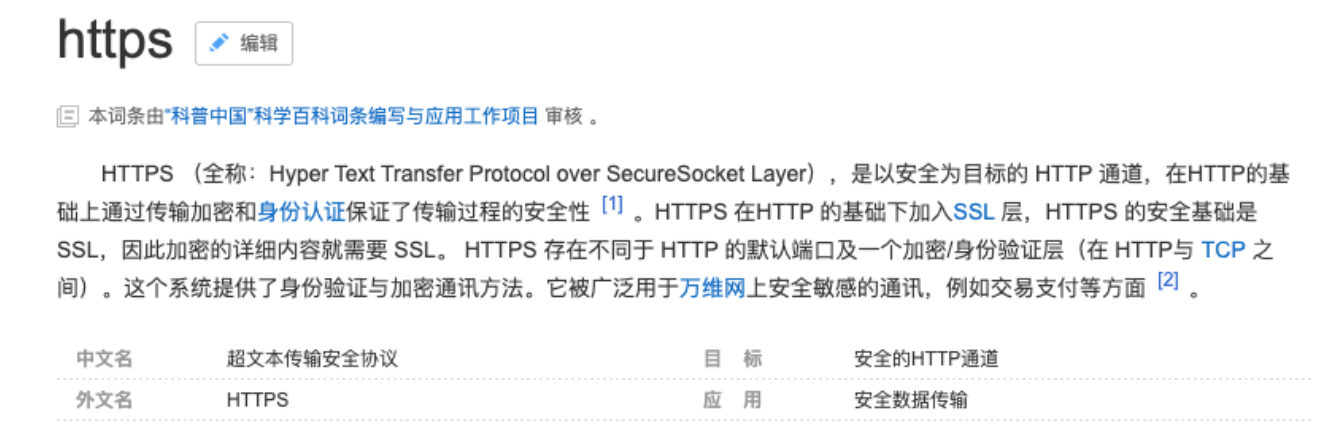 https 编辑
本词条由“科普中国”科学百科词条编写与应用工作项目 审核 。
HTTPS （全称：Hyper Text Transfer Protocol over SecureSocket Layer），是以安全为目标的 HTTP 通道，在HTTP的基
础上通过传输加密和身份认证保证了传输过程的安全性 [1] 。HTTPS 在HTTP 的基础下加入SSL 层，HTTPS 的安全基础是
SSL，因此加密的详细内容就需要 SSL。 HTTPS 存在不同于 HTTP 的默认端口及一个加密/身份验证层（在 HTTP与 TCP 之
间）。这个系统提供了身份验证与加密通讯方法。它被广泛用于万维网上安全敏感的通讯，例如交易支付等方面 [2] 。
中文名 超文本传输安全协议 目 标 安全的HTTP通道
外文名 HTTPS 应 用 安全数据传输